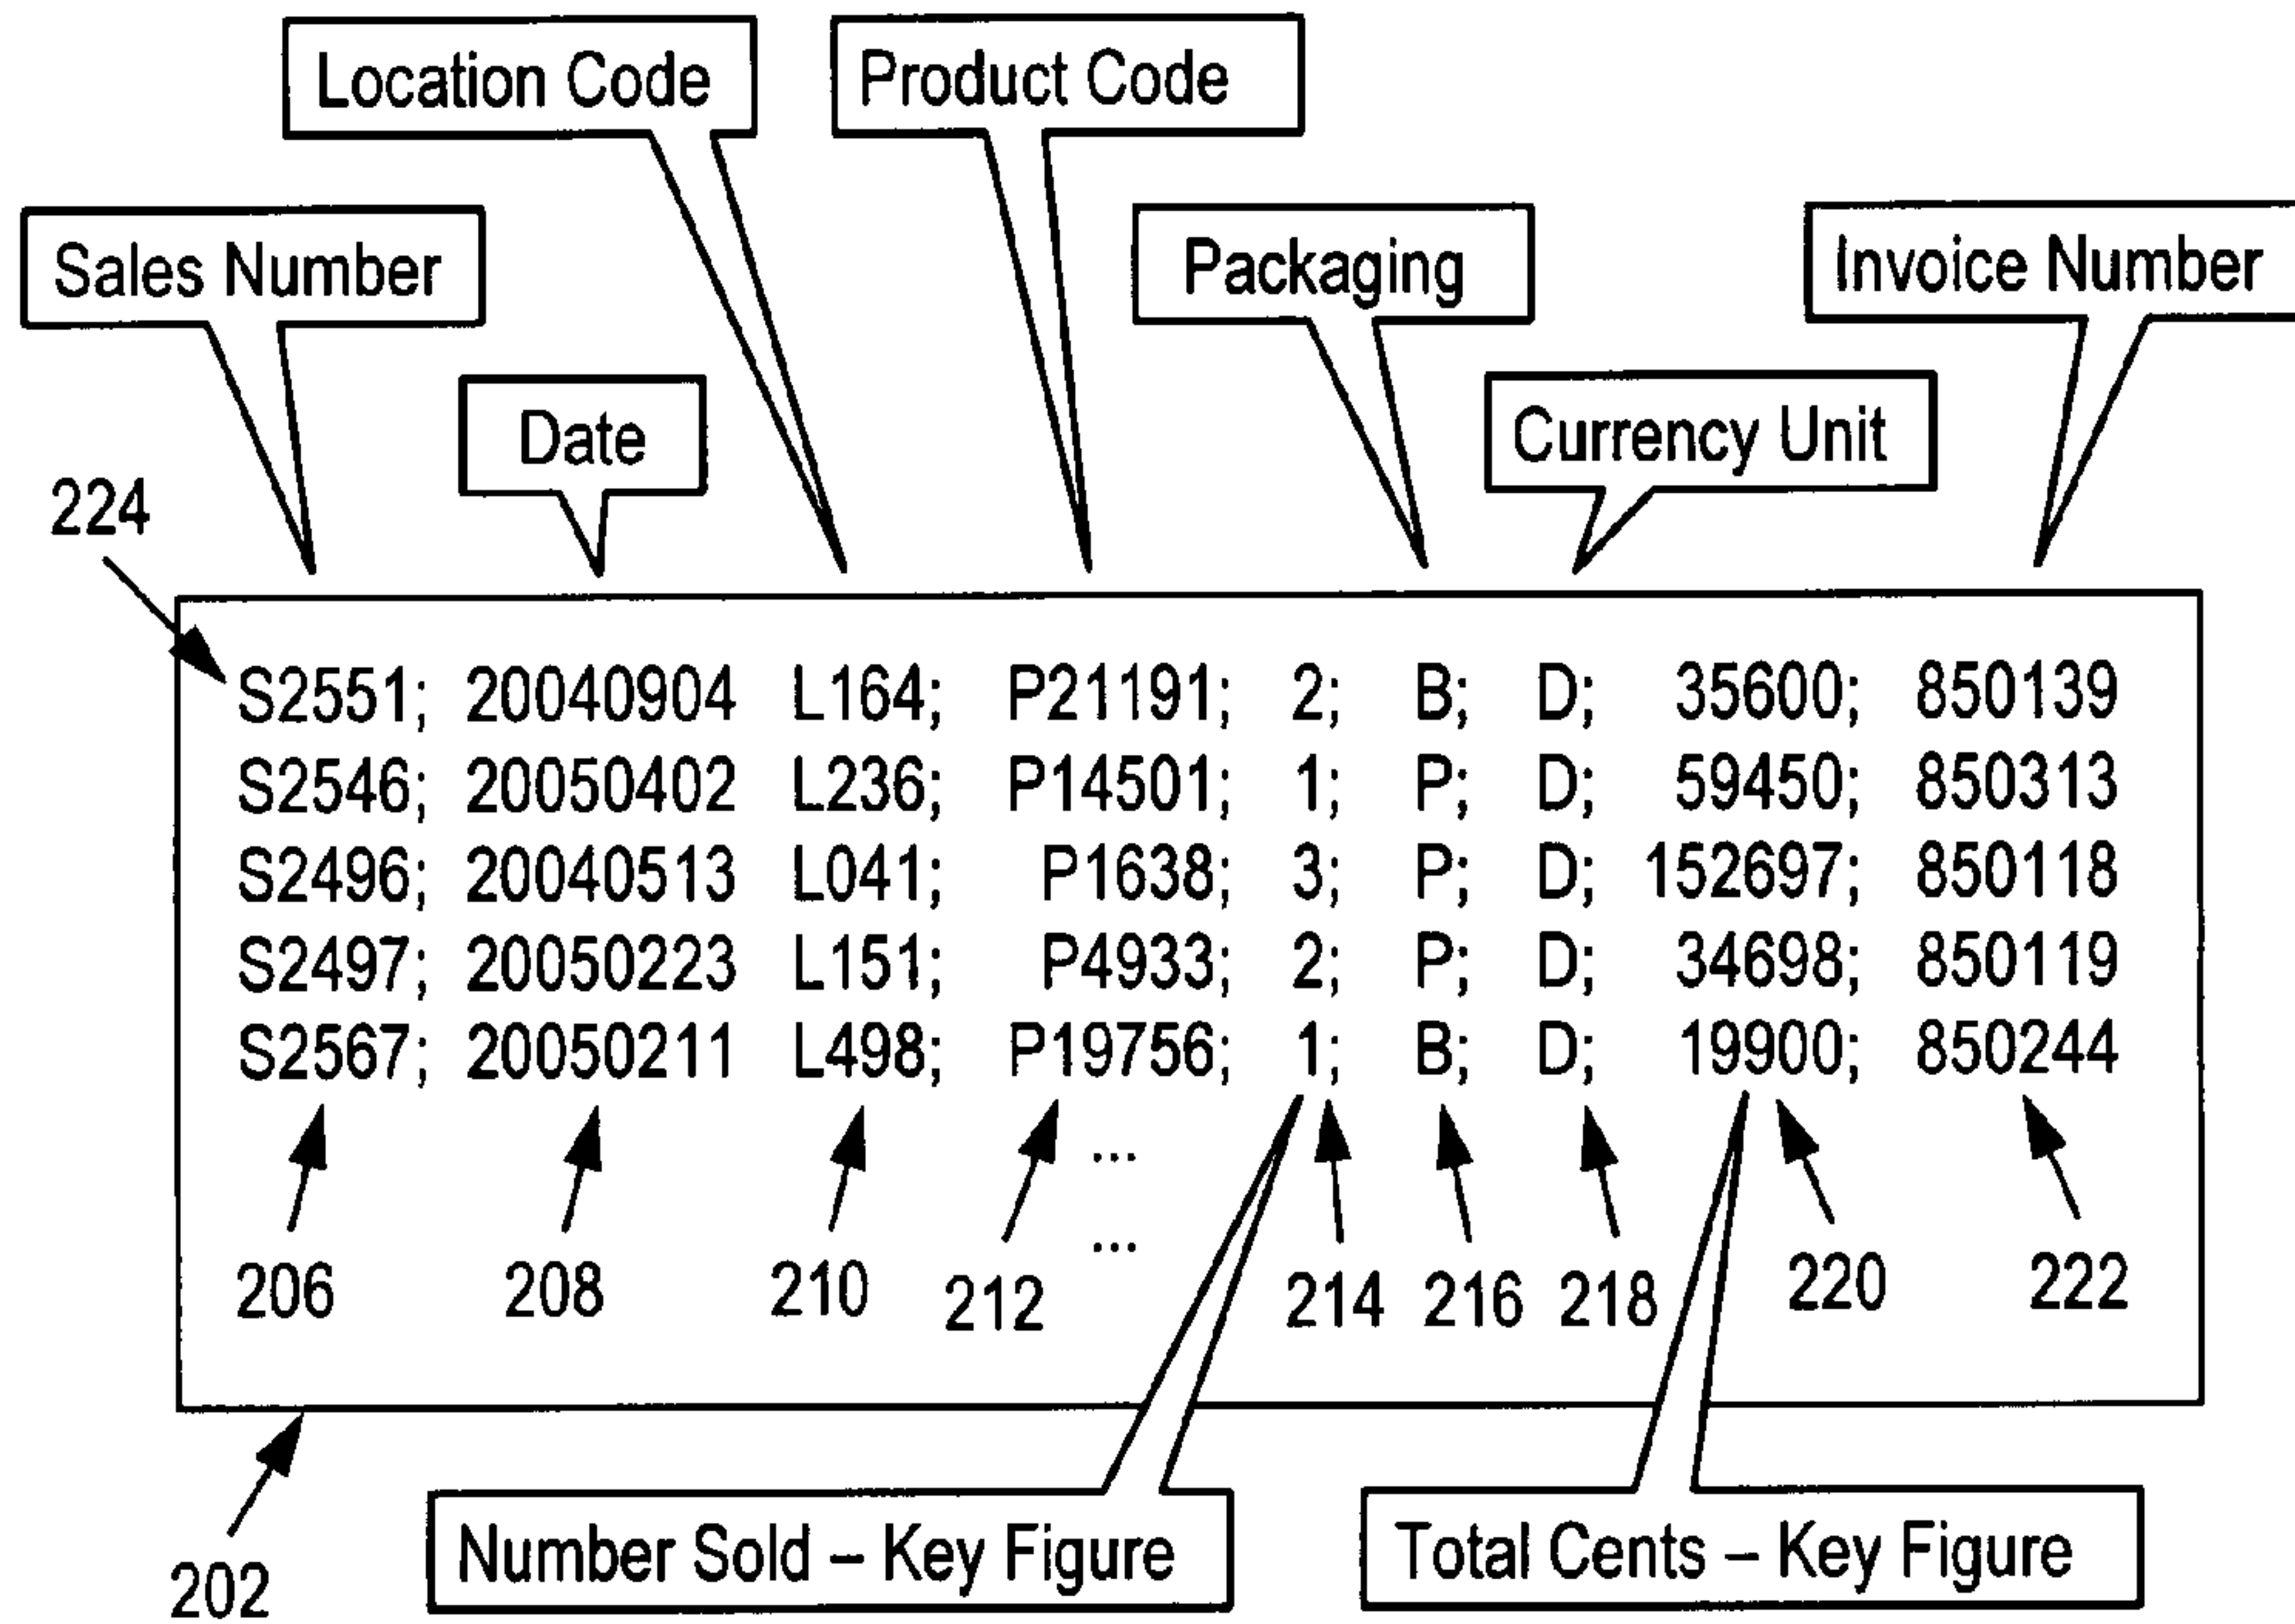 Location Code Product Code
Sales Number Packaging Invoice Number
Date Currency Unit
224
S2551; 20040904 L164; P21191; 2; B; D; 35600; 850139
S2546; 20050402 L236; P14501; 1; P; D; 59450; 850313
S2496; 20040513 L041; P1638; 3; P; D; 152697; 850118
S2497; 20050223 L151; P4933; 2; P; D; 34698; 850119
S2567; 20050211 L498; P19756; 1; B; D; 19900; 850244
...
...
206 208 210 212 214 216 218 220 222
Number Sold – Key Figure Total Cents – Key Figure
202